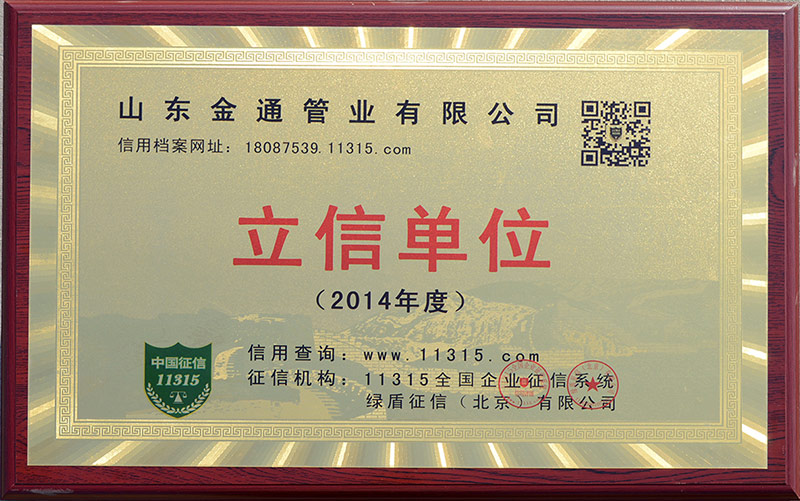 山东金通管业有限公司
信用档案网址：18087539.11315.com
立信单位
（2014年度）
中国征信
11315
信用查询：www.11315.com
征信机构：11315全国企业征信系统
绿盾征信（北京）有限公司